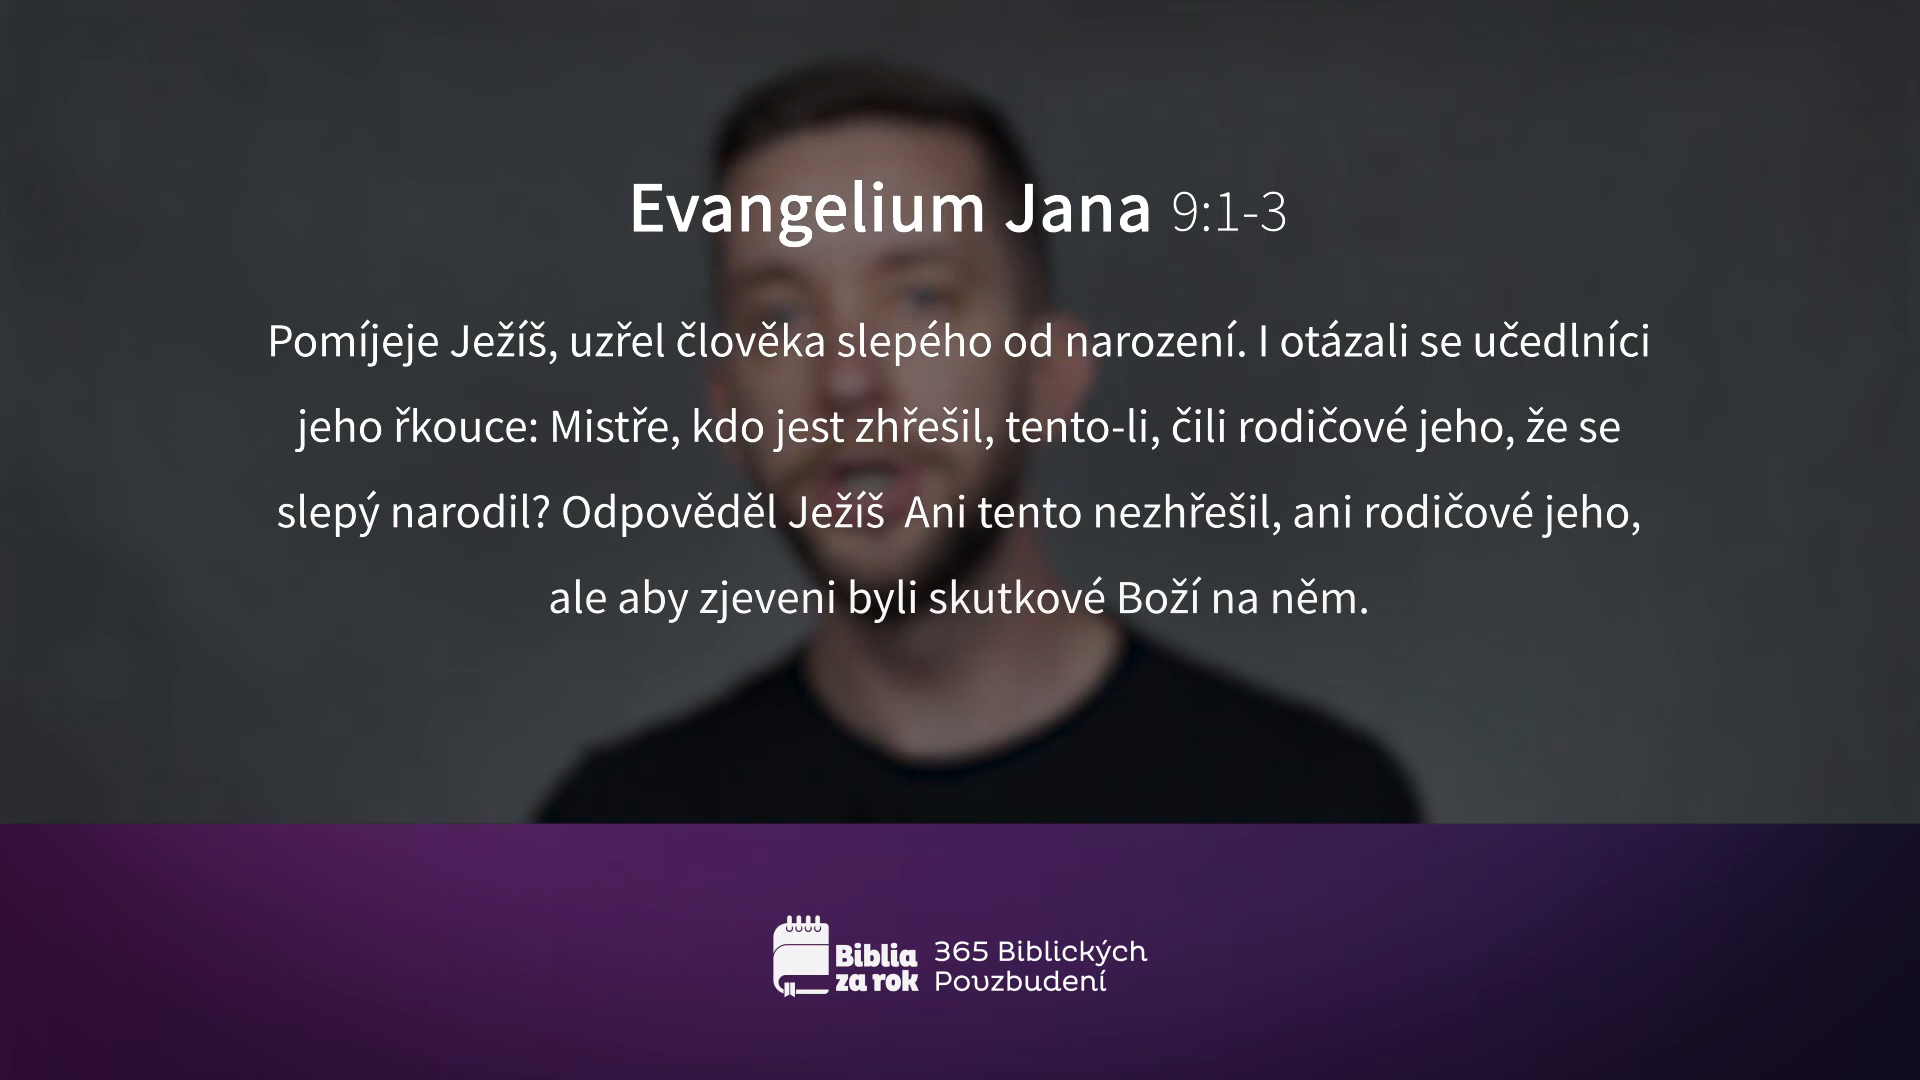 Evangelium Jana 9:1-3
Pomíjeje Ježíš, uzřel člověka slepého od narození. I otázali se učedlníci
jeho řkouce: Mistře, kdo jest zhřešil, tento-li, čili rodičové jeho, že se
slepý narodil? Odpověděl Ježíš  Ani tento nezhřešil, ani rodičové jeho,
ale aby zjeveni byli skutkové Boží na něm.
Biblia
za rok
365 Biblických
Povzbudení